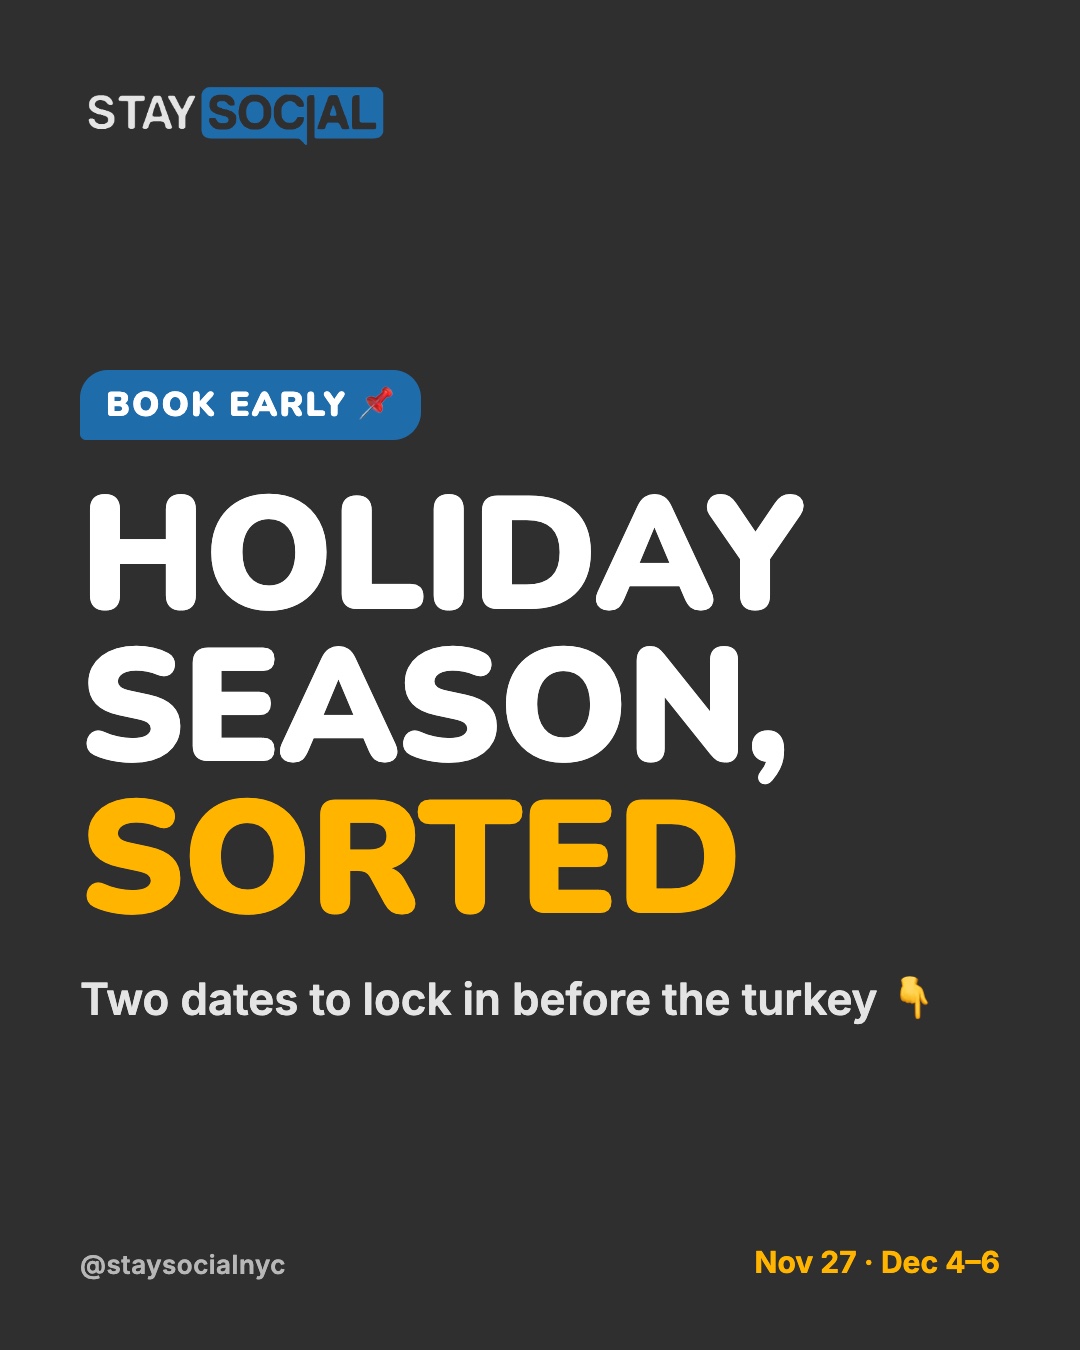 STAY SOCIAL
BOOK EARLY 📌
HOLIDAY
SEASON,
SORTED
Two dates to lock in before the turkey 👇
@staysocialnyc
Nov 27 · Dec 4–6